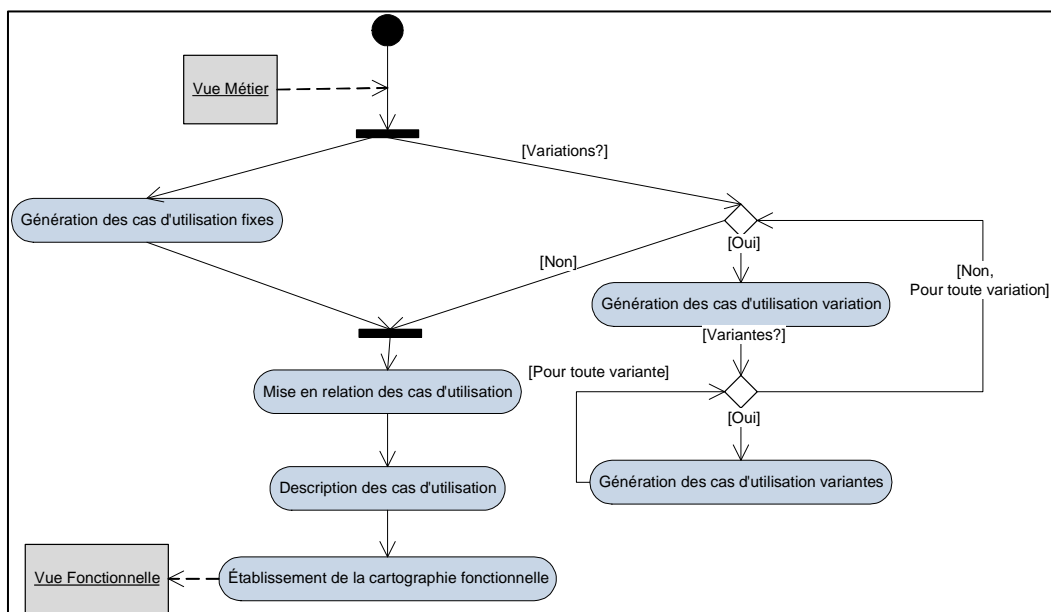 Vue Métier
[Variations?]
Génération des cas d'utilisation fixes
[Oui]
[Non]
[Non,
Pour toute variation]
Génération des cas d'utilisation variation
[Variantes?]
[Pour toute variante]
Mise en relation des cas d'utilisation
[Oui]
Description des cas d'utilisation
Génération des cas d'utilisation variantes
Vue Fonctionnelle
Établissement de la cartographie fonctionnelle